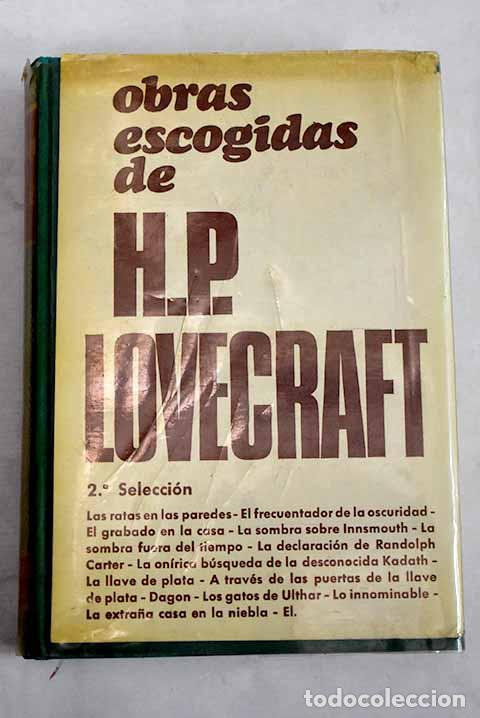 obras
escogidas
de
H.P.
LOVECRAFT
2.ª Selección
Las ratas en las paredes - El frecuentador de la oscuridad -
El grabado en la casa - La sombra sobre Innsmouth - La
sombra fuera del tiempo - La declaración de Randolph
Carter - La onírica búsqueda de la desconocida Kadath -
La llave de plata - A través de las puertas de la llave
de plata - Dagon - Los gatos de Ulthar - Lo innominable -
La extraña casa en la niebla - El.
todocoleccion